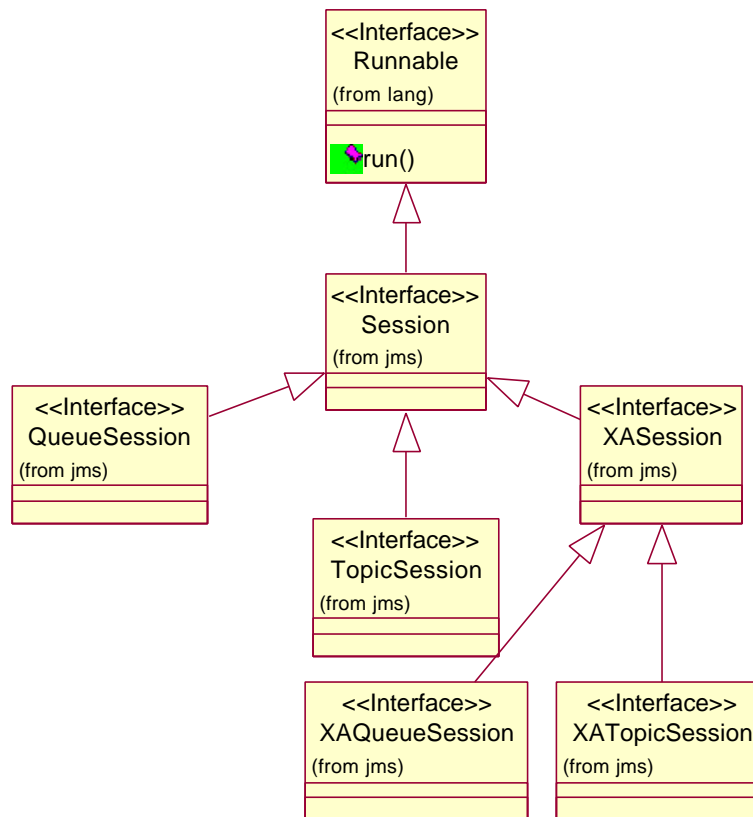 <<Interface>>
Runnable
(from lang)
run()
<<Interface>>
Session
(from jms)
<<Interface>>
QueueSession
(from jms)
<<Interface>>
XASession
(from jms)
<<Interface>>
TopicSession
(from jms)
<<Interface>>
XAQueueSession
(from jms)
<<Interface>>
XATopicSession
(from jms)